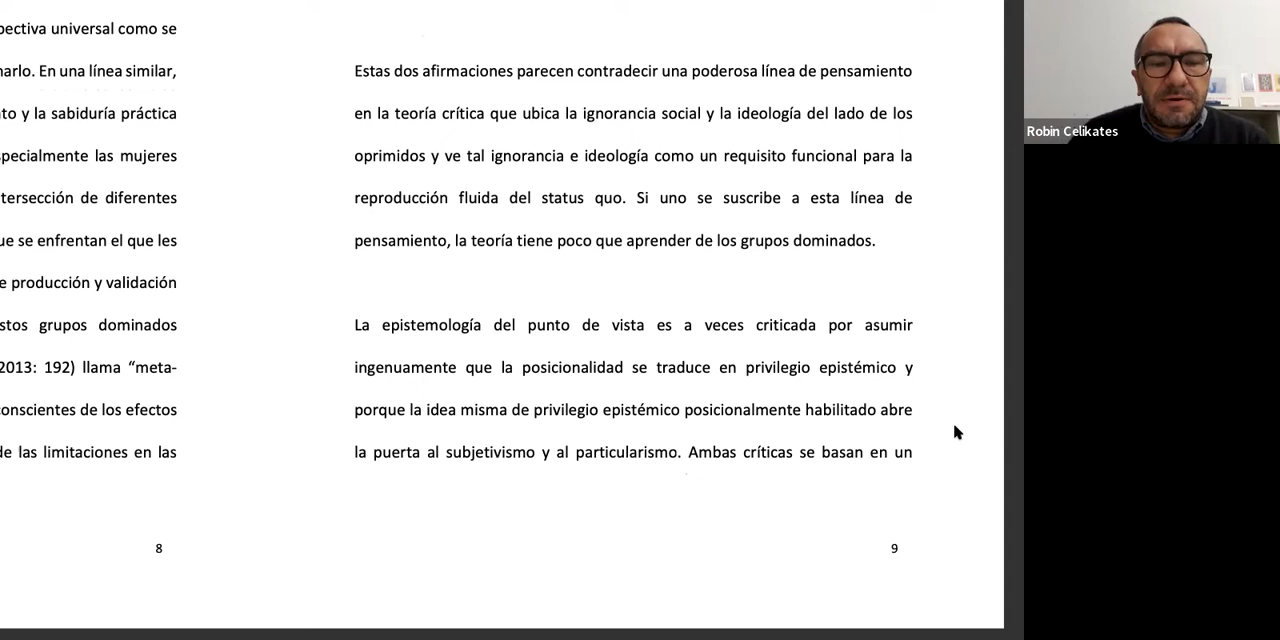 pectiva universal como se
narlo. En una línea similar,
to y la sabiduría práctica
specialmente las mujeres
tersección de diferentes
ue se enfrentan el que les
e producción y validación
stos grupos dominados
2013: 192) llama “meta-
conscientes de los efectos
de las limitaciones en las
8
Estas dos afirmaciones parecen contradecir una poderosa línea de pensamiento
en la teoría crítica que ubica la ignorancia social y la ideología del lado de los
oprimidos y ve tal ignorancia e ideología como un requisito funcional para la
reproducción fluida del status quo. Si uno se suscribe a esta línea de
pensamiento, la teoría tiene poco que aprender de los grupos dominados.
La epistemología del punto de vista es a veces criticada por asumir
ingenuamente que la posicionalidad se traduce en privilegio epistémico y
porque la idea misma de privilegio epistémico posicionalmente habilitado abre
la puerta al subjetivismo y al particularismo. Ambas críticas se basan en un
9
Robin Celikates